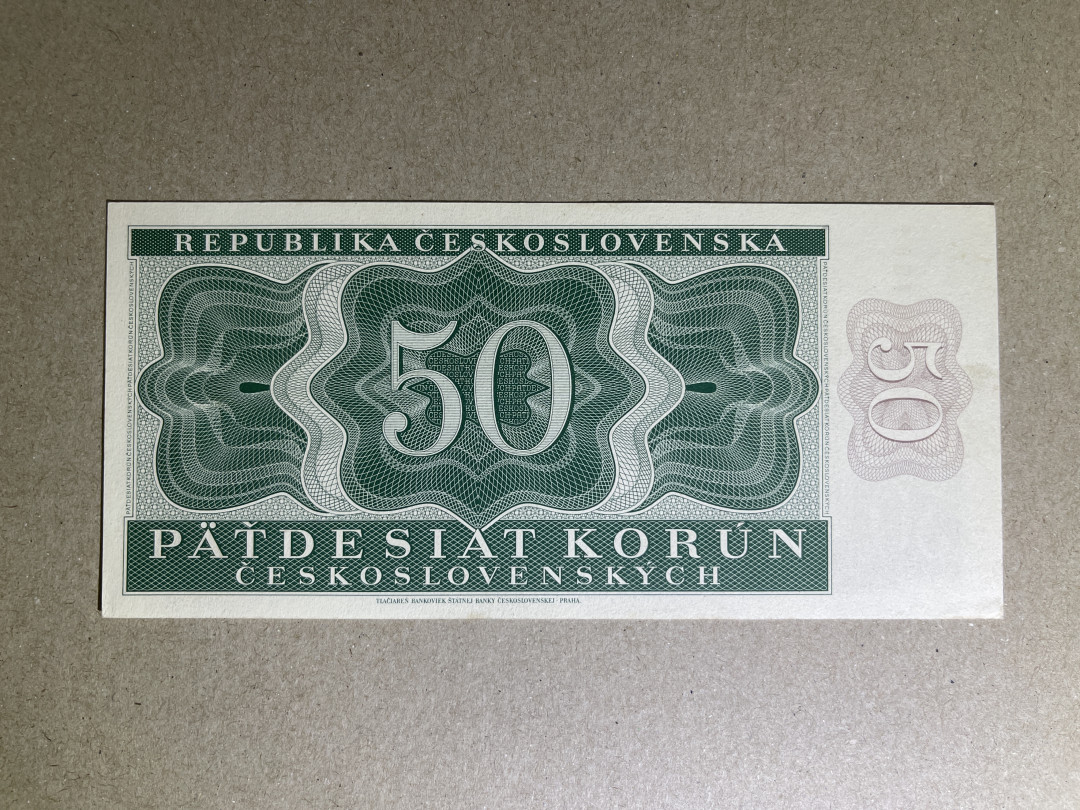 REPUBLIKA ČESKOSLOVENSKÁ
50
50
PÄŤDESIAT KORÚN
ČESKOSLOVENSKÝCH
TLAČIAREŇ BANKOVIEK ŠTÁTNEJ BANKY ČESKOSLOVENSKEJ - PRAHA.